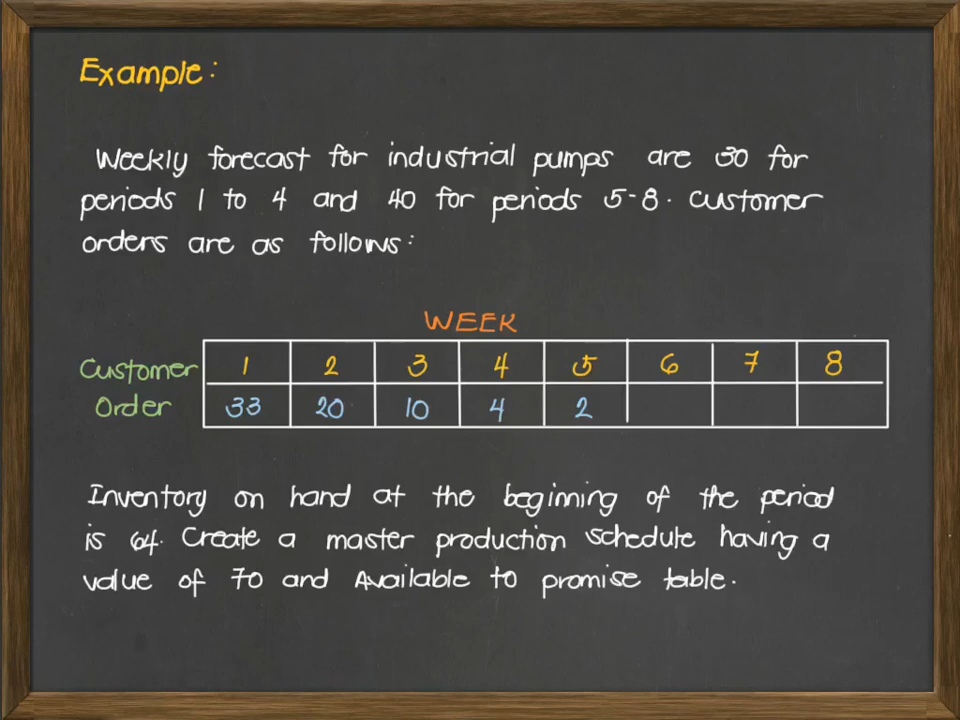 Example:
Weekly forecast for industrial pumps are 30 for
periods 1 to 4 and 40 for periods 5-8. Customer
orders are as follows:
WEEK
Customer 1 2 3 4 5 6 7 8
Order 33 20 10 4 2
Inventory on hand at the beginning of the period
is 64. Create a master production schedule having a
value of 70 and Available to promise table.